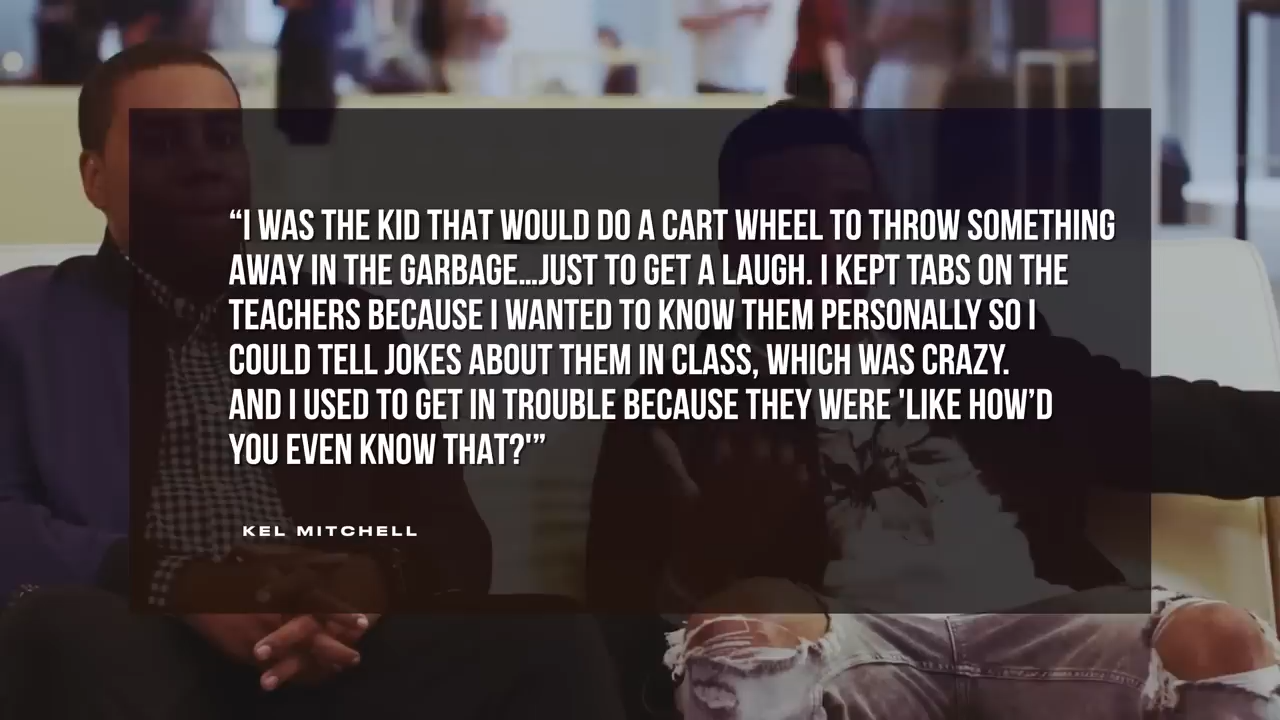 “I WAS THE KID THAT WOULD DO A CART WHEEL TO THROW SOMETHING
AWAY IN THE GARBAGE...JUST TO GET A LAUGH. I KEPT TABS ON THE
TEACHERS BECAUSE I WANTED TO KNOW THEM PERSONALLY SO I
COULD TELL JOKES ABOUT THEM IN CLASS, WHICH WAS CRAZY.
AND I USED TO GET IN TROUBLE BECAUSE THEY WERE 'LIKE HOW’D
YOU EVEN KNOW THAT?'”
KEL MITCHELL